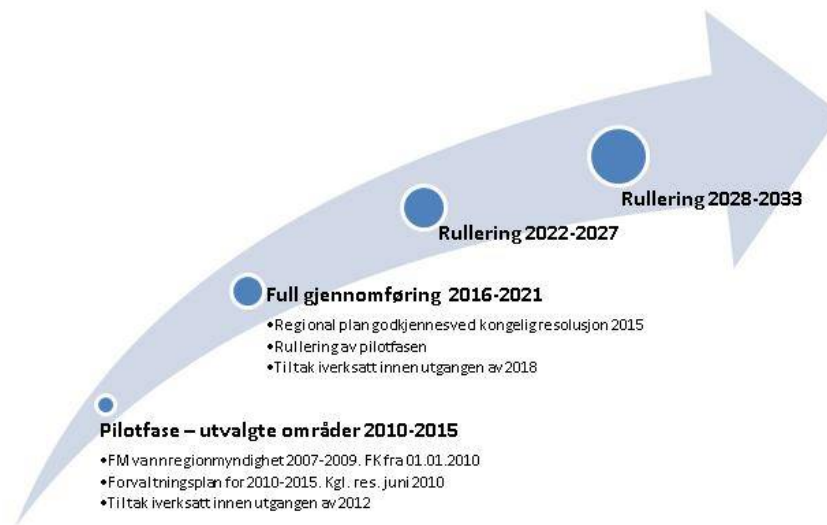 Rullering 2028-2033
Rullering 2022-2027
Full gjennomføring 2016-2021
•Regional plan godkjennes ved kongelig resolusjon 2015
•Rullering av pilotfasen
•Tiltak iverksatt innen utgangen av 2018
Pilotfase – utvalgte områder 2010-2015
•FM vannregionmyndighet 2007-2009. FK fra 01.01.2010
•Forvaltningsplan for 2010-2015. Kgl. res. juni 2010
•Tiltak iverksatt innen utgangen av 2012